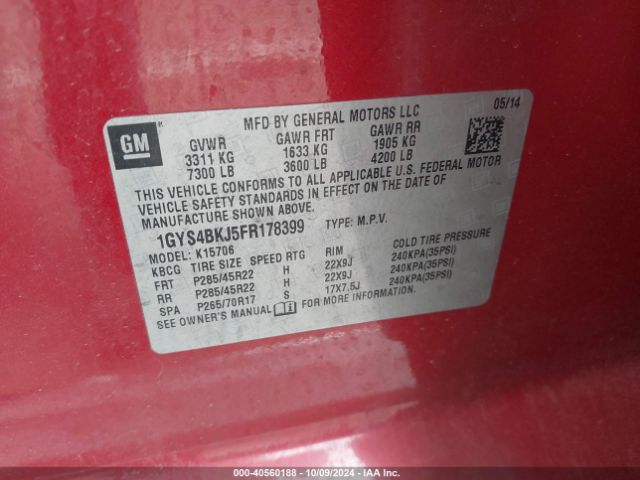 GM
05/14
MFD BY GENERAL MOTORS LLC
GVWR GAWR FRT GAWR RR
3311 KG 1633 KG 1905 KG
7300 LB 3600 LB 4200 LB
THIS VEHICLE CONFORMS TO ALL APPLICABLE U.S. FEDERAL MOTOR
VEHICLE SAFETY STANDARDS IN EFFECT ON THE DATE OF
MANUFACTURE SHOWN ABOVE.
1GYS4BKJ5FR178399 TYPE: M.P.V.
MODEL: K15706
KBCG TIRE SIZE SPEED RTG RIM COLD TIRE PRESSURE
FRT P285/45R22 H 22X9J 240KPA(35PSI)
RR P285/45R22 H 22X9J 240KPA(35PSI)
SPA P265/70R17 S 17X7.5J 240KPA(35PSI)
SEE OWNER'S MANUAL FOR MORE INFORMATION.
000-40560188 - 10/09/2024 - IAA Inc.